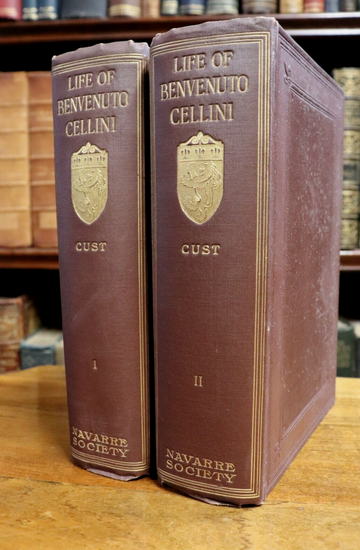 LIFE OF
BENVENUTO
CELLINI
CUST
I
NAVARRE
SOCIETY
LIFE OF
BENVENUTO
CELLINI
CUST
II
NAVARRE
SOCIETY